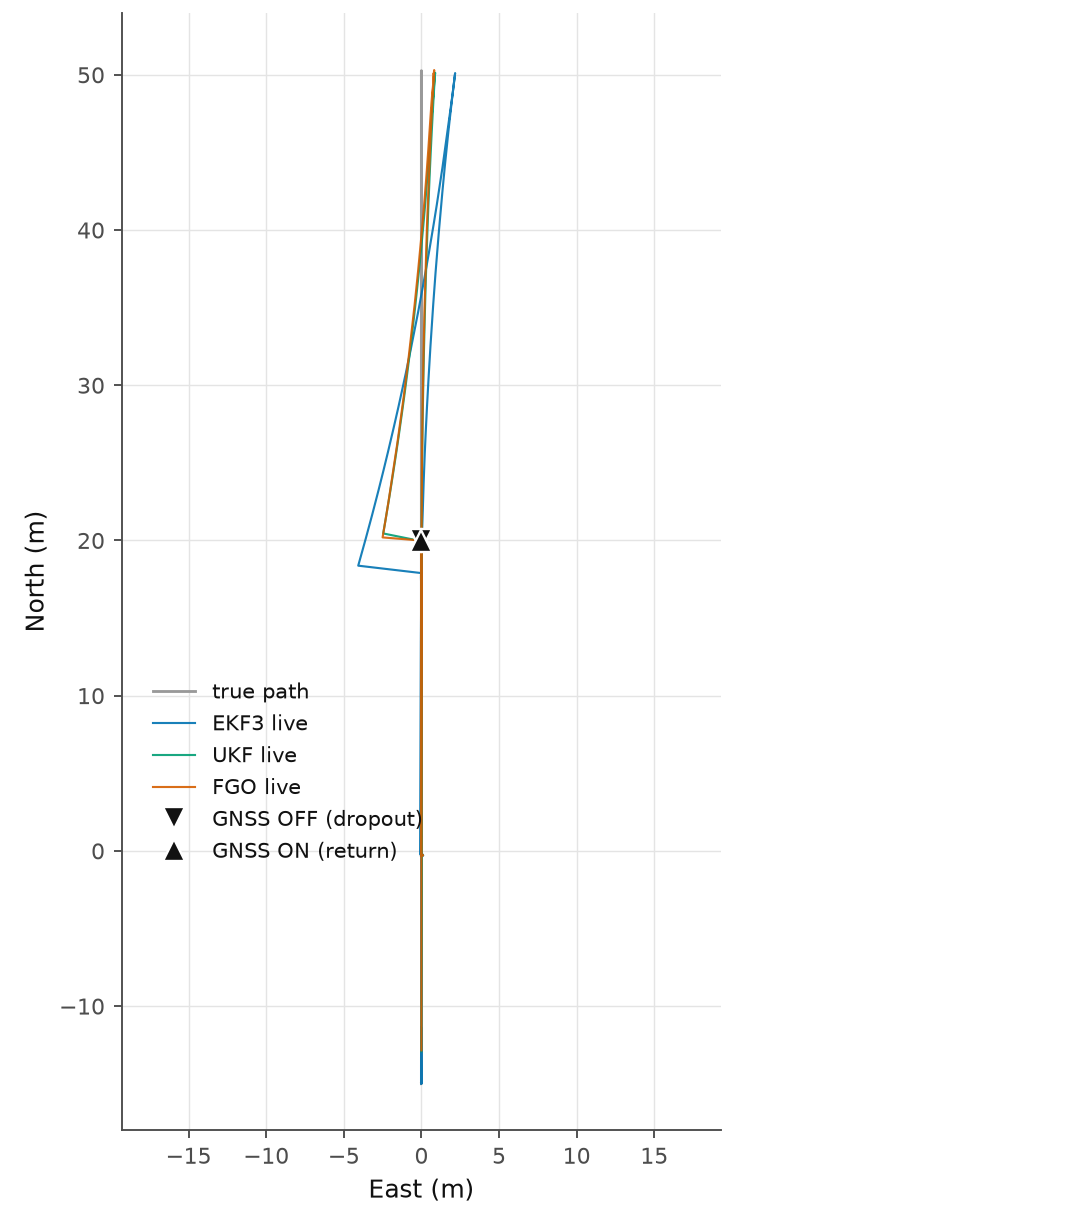 50
40
30
20
10
0
−10
North (m)
true path
EKF3 live
UKF live
FGO live
GNSS OFF (dropout)
GNSS ON (return)
−15 −10 −5 0 5 10 15
East (m)